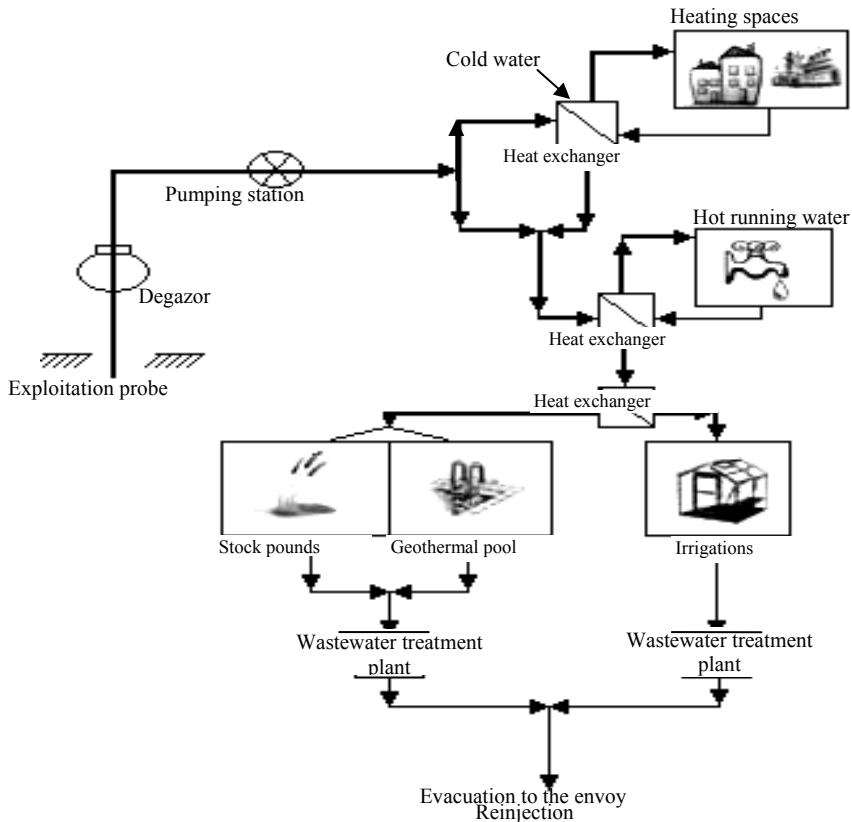 Heating spaces
Cold water
Heat exchanger
Pumping station
Hot running water
Degazor
Heat exchanger
Exploitation probe
Heat exchanger
Stock pounds
Geothermal pool
Irrigations
Wastewater treatment
plant
Wastewater treatment
plant
Evacuation to the envoy
Reinjection